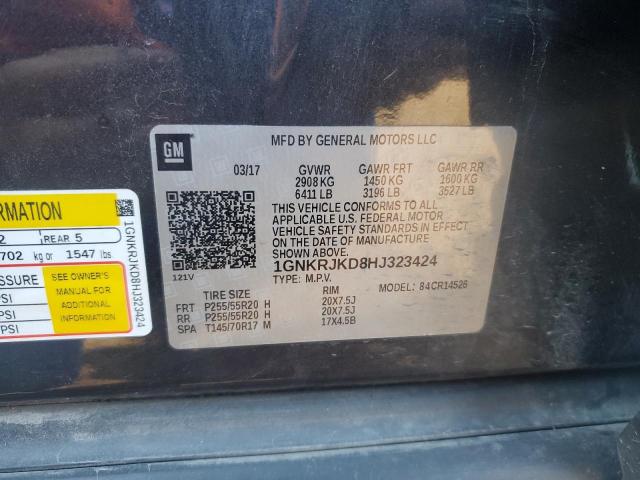 GM
MFD BY GENERAL MOTORS LLC
03/17 GVWR GAWR FRT GAWR RR
2908 KG 1450 KG 1600 KG
6411 LB 3196 LB 3527 LB
THIS VEHICLE CONFORMS TO ALL
APPLICABLE U.S. FEDERAL MOTOR
VEHICLE SAFETY STANDARDS
IN EFFECT ON THE DATE OF MANUFACTURE
SHOWN ABOVE.
1GNKRJKD8HJ323424
121V
TYPE: M.P.V.
MODEL: 84CR14526
TIRE SIZE RIM
FRT P255/55R20 H 20X7.5J
RR P255/55R20 H 20X7.5J
SPA T145/70R17 M 17X4.5B
RMATION
2 REAR 5
702 kg or 1547 lbs
ESSURE
PSI
PSI
PSI
SEE OWNER'S
MANUAL FOR
ADDITIONAL
INFORMATION
1GNKRJKD8HJ323424